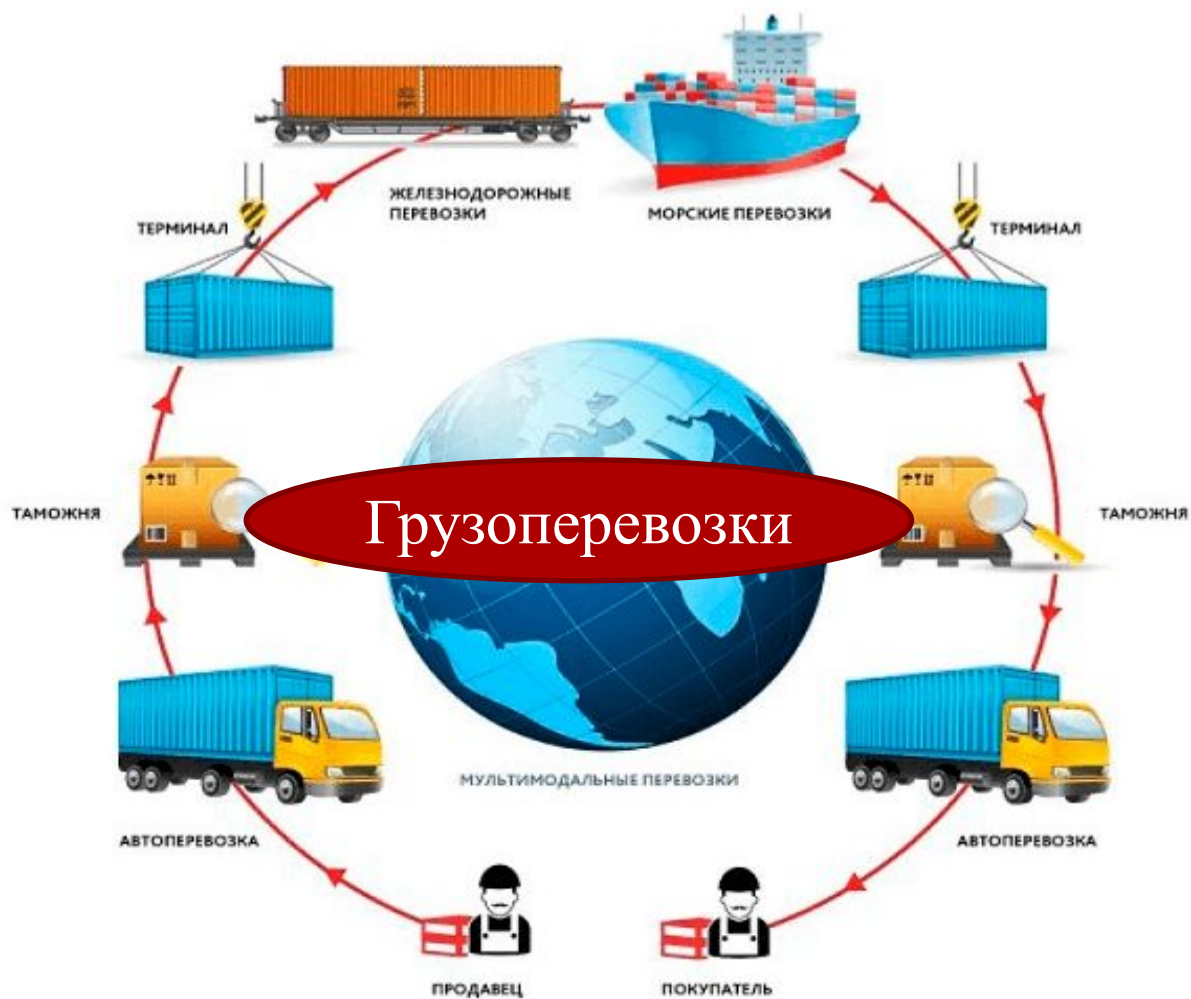 ЖЕЛЕЗНОДОРОЖНЫЕ
ПЕРЕВОЗКИ
МОРСКИЕ ПЕРЕВОЗКИ
ТЕРМИНАЛ
ТЕРМИНАЛ
ТАМОЖНЯ
Грузоперевозки
ТАМОЖНЯ
МУЛЬТИМОДАЛЬНЫЕ ПЕРЕВОЗКИ
АВТОПЕРЕВОЗКА
АВТОПЕРЕВОЗКА
ПРОДАВЕЦ
ПОКУПАТЕЛЬ